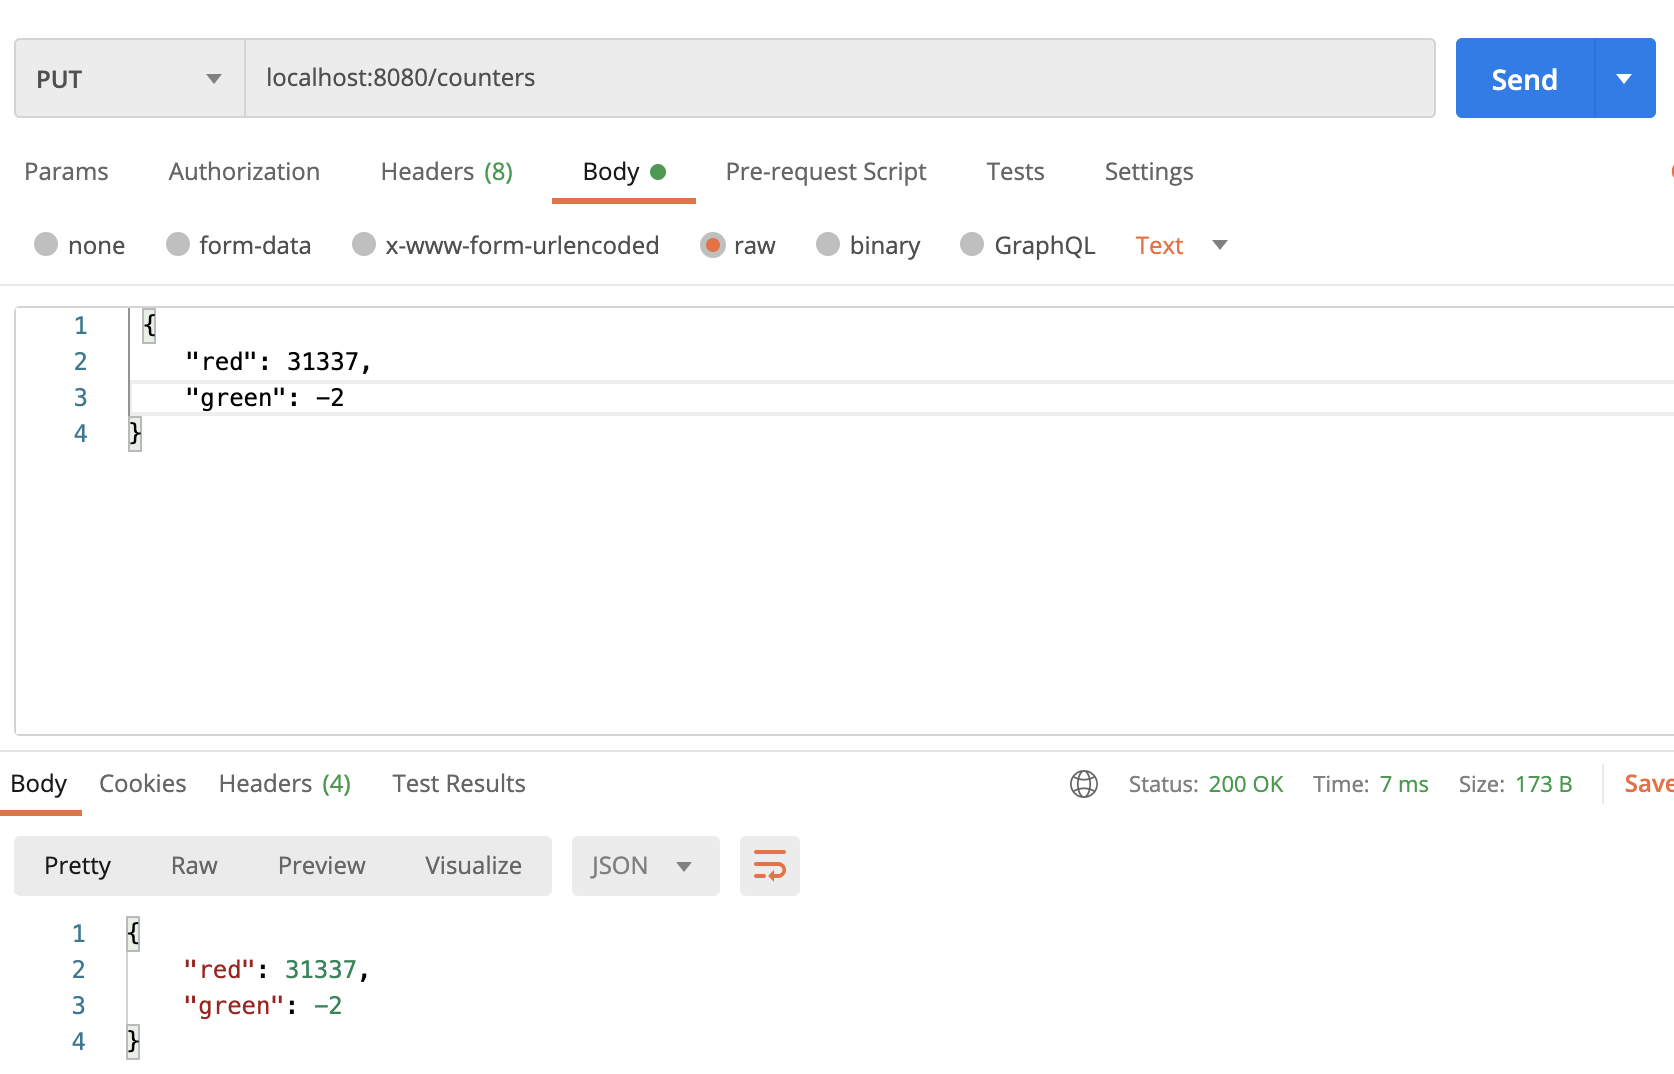 PUT localhost:8080/counters Send
Params Authorization Headers (8) Body Pre-request Script Tests Settings
none form-data x-www-form-urlencoded raw binary GraphQL Text
1 {
2 "red": 31337,
3 "green": -2
4 }
Body Cookies Headers (4) Test Results Status: 200 OK Time: 7 ms Size: 173 B Save
Pretty Raw Preview Visualize JSON
1 {
2 "red": 31337,
3 "green": -2
4 }